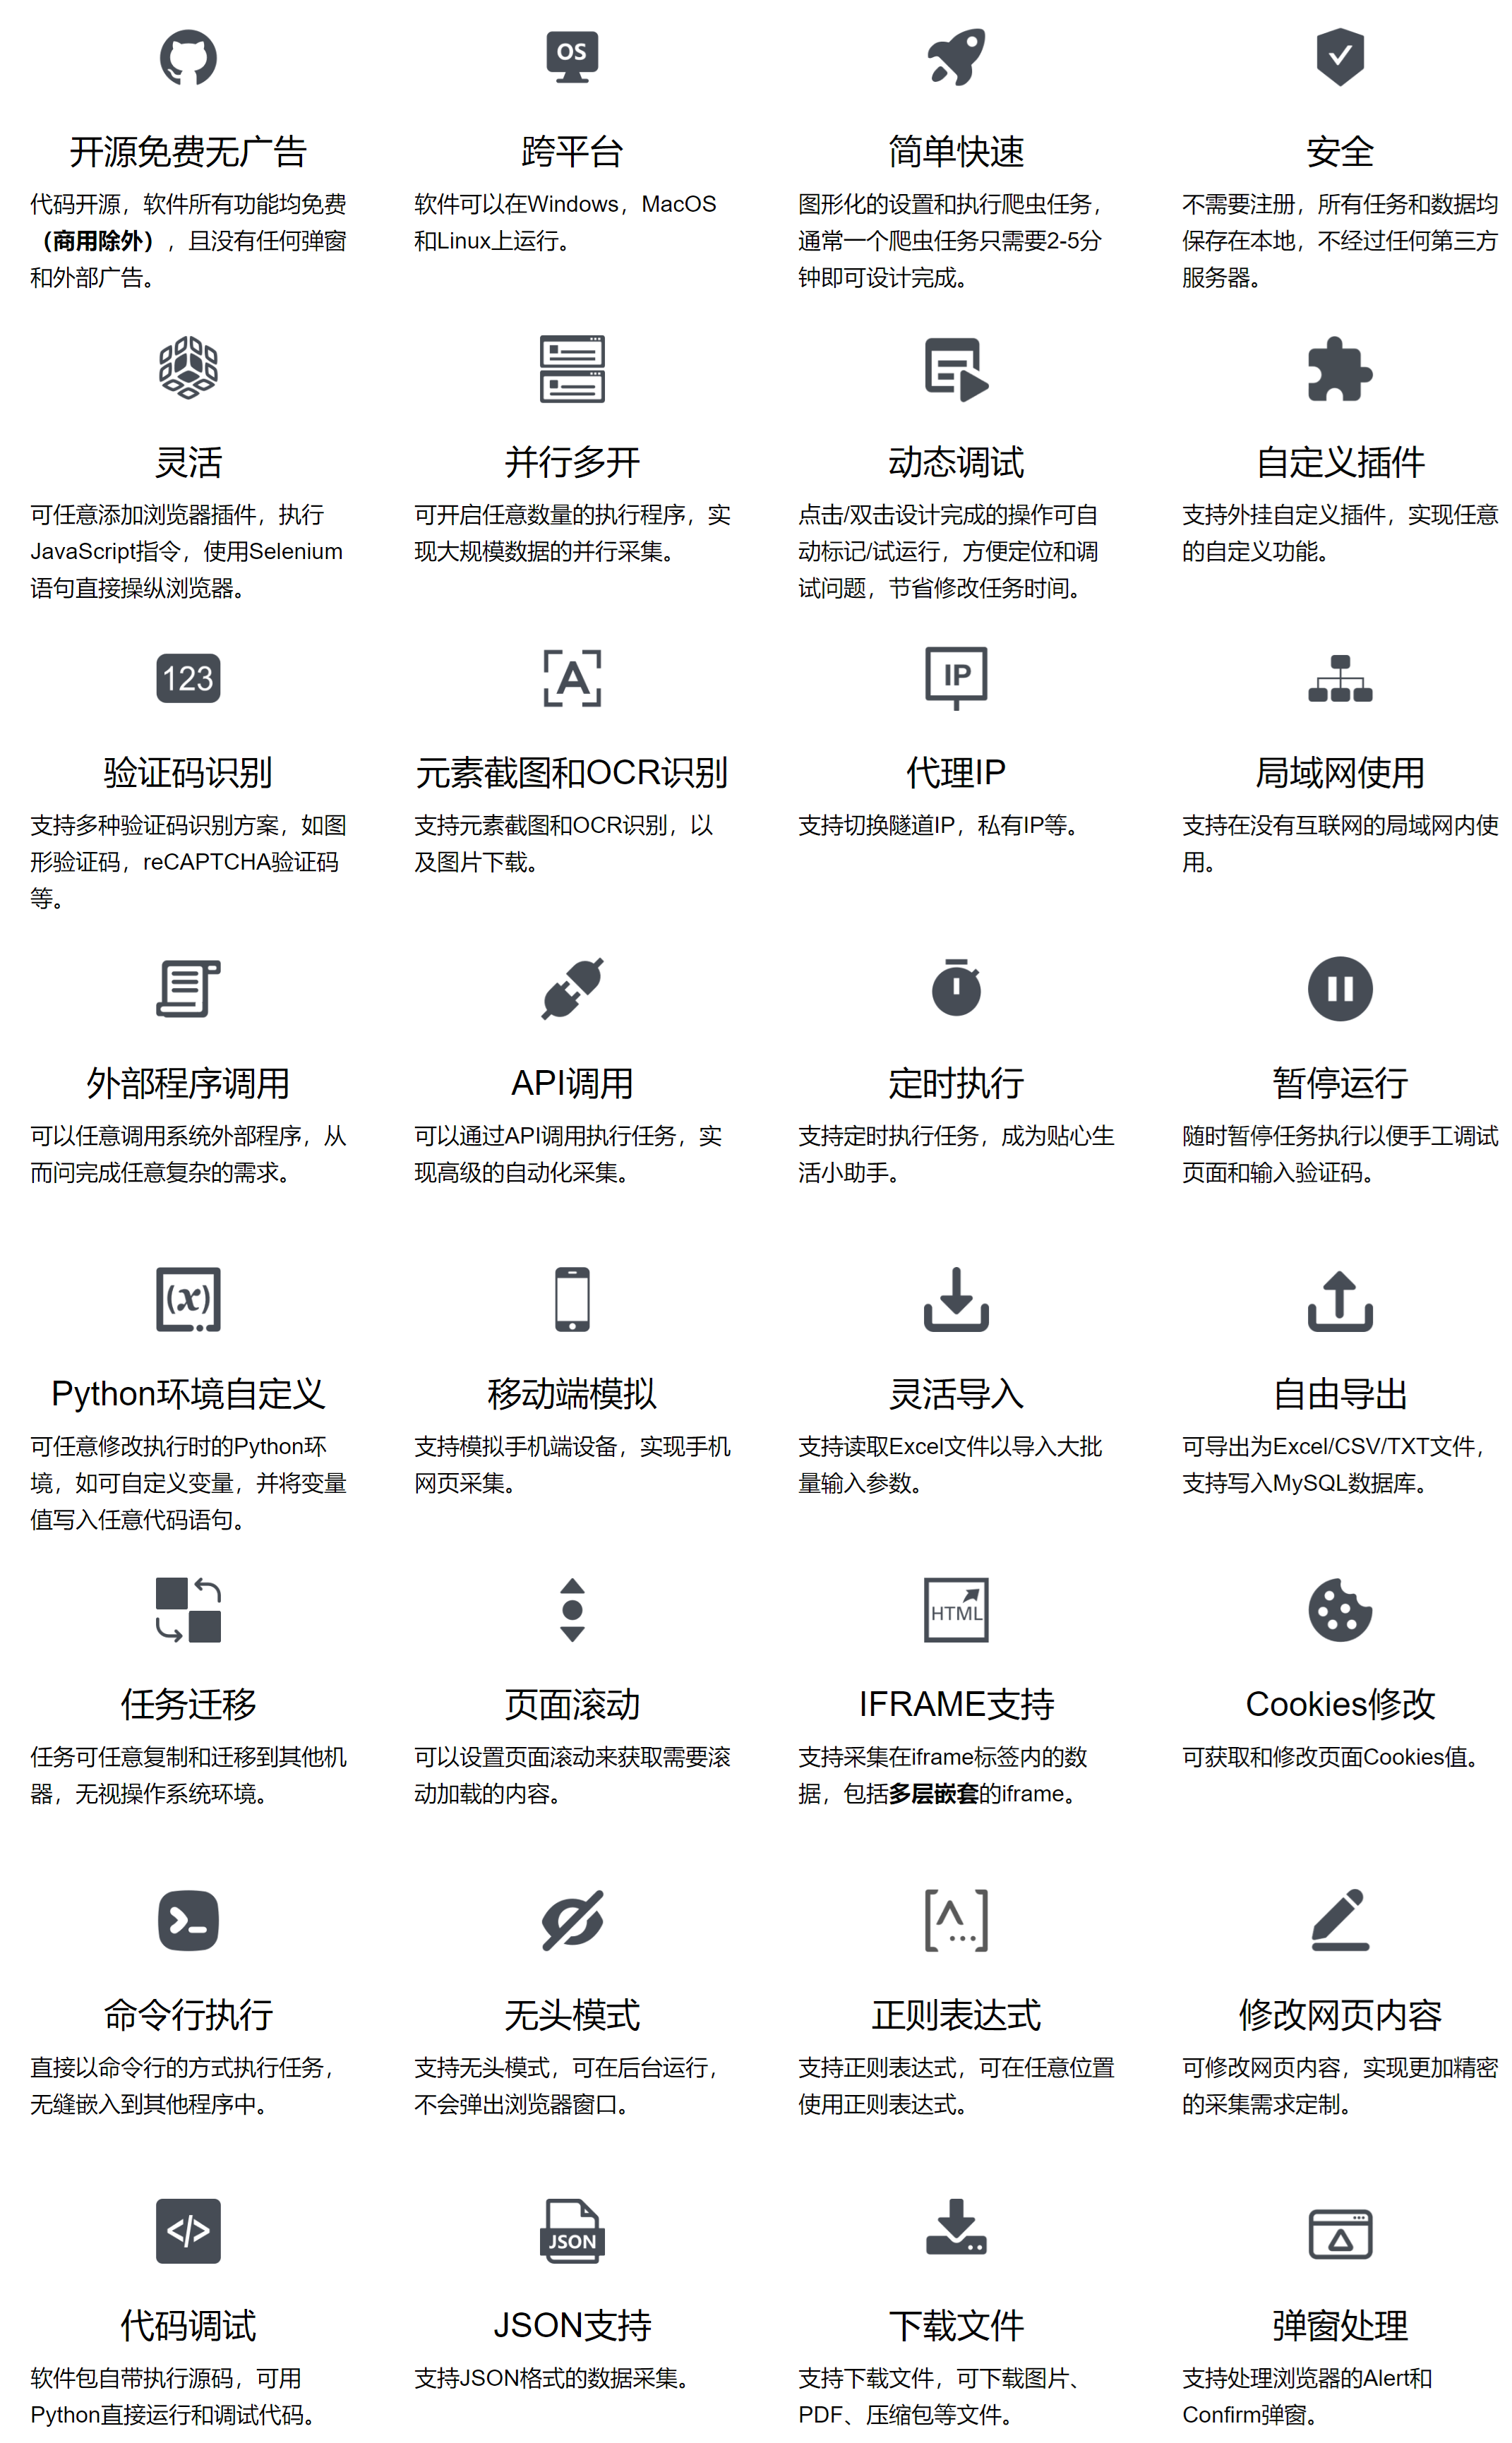 OS
开源免费无广告
代码开源，软件所有功能均免费
（商用除外），且没有任何弹窗
和外部广告。
跨平台
软件可以在Windows，MacOS
和Linux上运行。
简单快速
图形化的设置和执行爬虫任务，
通常一个爬虫任务只需要2-5分
钟即可设计完成。
安全
不需要注册，所有任务和数据均
保存在本地，不经过任何第三方
服务器。
灵活
可任意添加浏览器插件，执行
JavaScript指令，使用Selenium
语句直接操纵浏览器。
并行多开
可开启任意数量的执行程序，实
现大规模数据的并行采集。
动态调试
点击/双击设计完成的操作可自
动标记/试运行，方便定位和调
试问题，节省修改任务时间。
自定义插件
支持外挂自定义插件，实现任意
的自定义功能。
123
验证码识别
支持多种验证码识别方案，如图
形验证码，reCAPTCHA验证码
等。
A
元素截图和OCR识别
支持元素截图和OCR识别，以
及图片下载。
IP
代理IP
支持切换隧道IP，私有IP等。
局域网使用
支持在没有互联网的局域网内使
用。
外部程序调用
可以任意调用系统外部程序，从
而问完成任意复杂的需求。
API调用
可以通过API调用执行任务，实
现高级的自动化采集。
定时执行
支持定时执行任务，成为贴心生
活小助手。
暂停运行
随时暂停任务执行以便手工调试
页面和输入验证码。
(x)
Python环境自定义
可任意修改执行时的Python环
境，如可自定义变量，并将变量
值写入任意代码语句。
移动端模拟
支持模拟手机端设备，实现手机
网页采集。
灵活导入
支持读取Excel文件以导入大批
量输入参数。
自由导出
可导出为Excel/CSV/TXT文件，
支持写入MySQL数据库。
任务迁移
任务可任意复制和迁移到其他机
器，无视操作系统环境。
页面滚动
可以设置页面滚动来获取需要滚
动加载的内容。
HTML
IFRAME支持
支持采集在iframe标签内的数
据，包括多层嵌套的iframe。
Cookies修改
可获取和修改页面Cookies值。
>_
命令行执行
直接以命令行的方式执行任务，
无缝嵌入到其他程序中。
无头模式
支持无头模式，可在后台运行，
不会弹出浏览器窗口。
[^...]
正则表达式
支持正则表达式，可在任意位置
使用正则表达式。
修改网页内容
可修改网页内容，实现更加精密
的采集需求定制。
</>
代码调试
软件包自带执行源码，可用
Python直接运行和调试代码。
JSON
JSON支持
支持JSON格式的数据采集。
下载文件
支持下载文件，可下载图片、
PDF、压缩包等文件。
弹窗处理
支持处理浏览器的Alert和
Confirm弹窗。